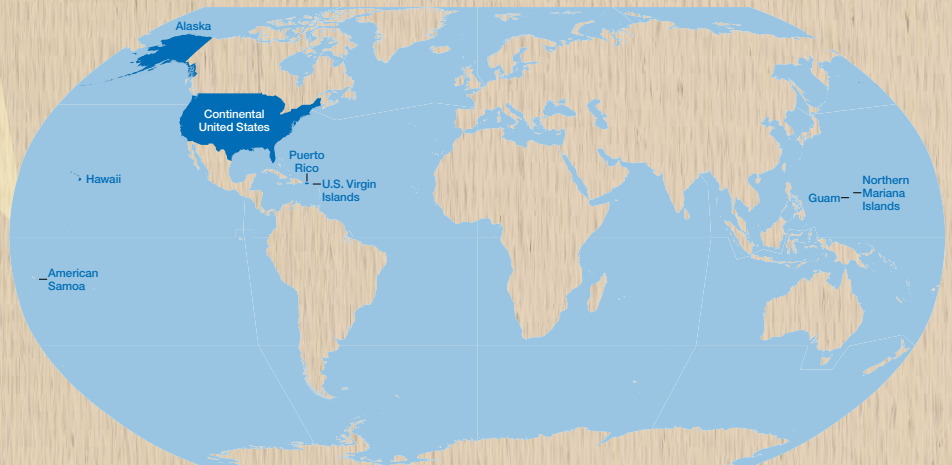 Alaska
Continental
United States
Puerto
Rico
U.S. Virgin
Islands
Hawaii
American
Samoa
Guam
Northern
Mariana
Islands